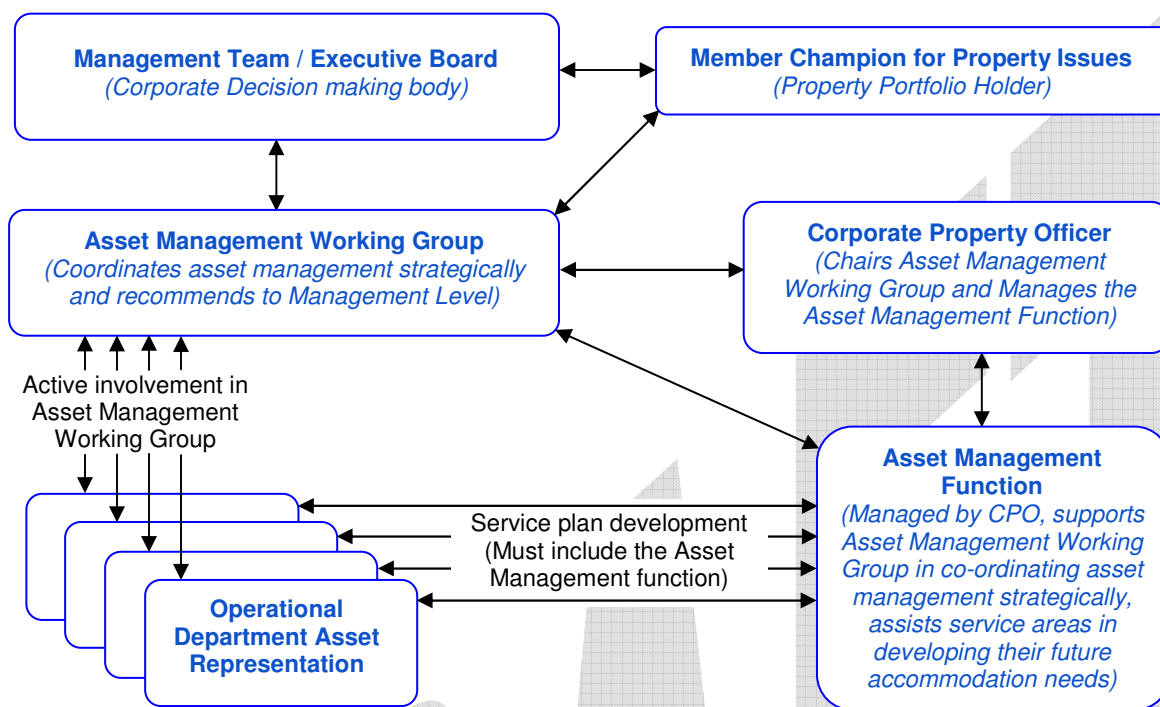 Management Team / Executive Board
(Corporate Decision making body)
Member Champion for Property Issues
(Property Portfolio Holder)
Asset Management Working Group
(Coordinates asset management strategically
and recommends to Management Level)
Corporate Property Officer
(Chairs Asset Management
Working Group and Manages the
Asset Management Function)
Active involvement in
Asset Management
Working Group
Service plan development
(Must include the Asset
Management function)
Asset Management
Function
(Managed by CPO, supports
Asset Management Working
Group in co-ordinating asset
management strategically,
assists service areas in
developing their future
accommodation needs)
Operational
Department Asset
Representation